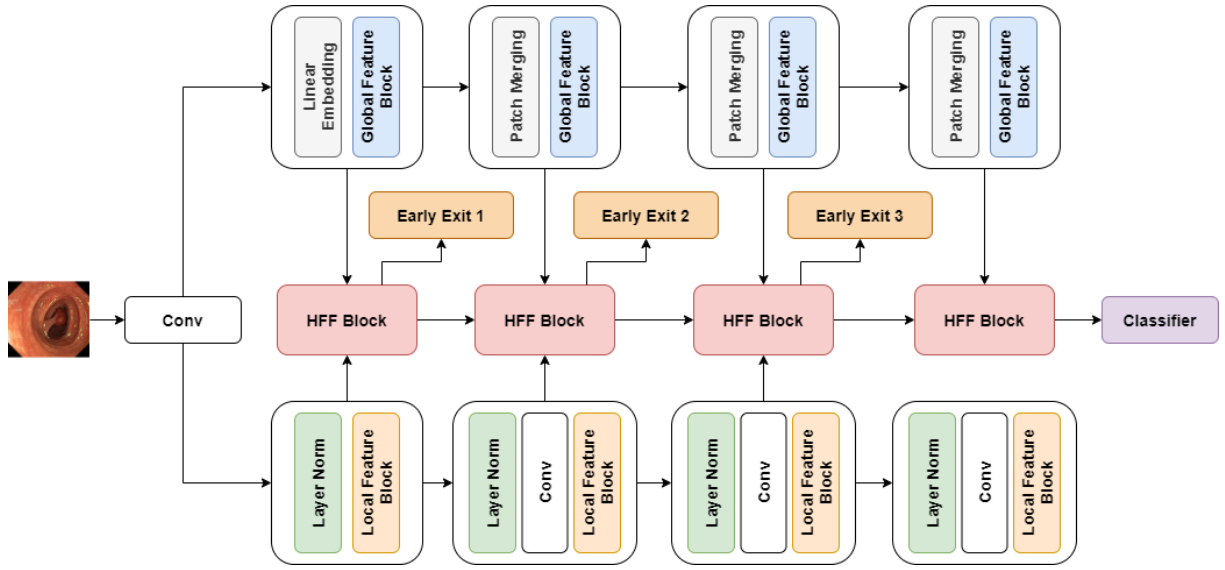 Linear
Embedding
Global Feature
Block
Patch Merging
Global Feature
Block
Patch Merging
Global Feature
Block
Patch Merging
Global Feature
Block
Early Exit 1
Early Exit 2
Early Exit 3
Conv
HFF Block
HFF Block
HFF Block
HFF Block
Classifier
Layer Norm
Local Feature
Block
Layer Norm
Conv
Local Feature
Block
Layer Norm
Conv
Local Feature
Block
Layer Norm
Conv
Local Feature
Block